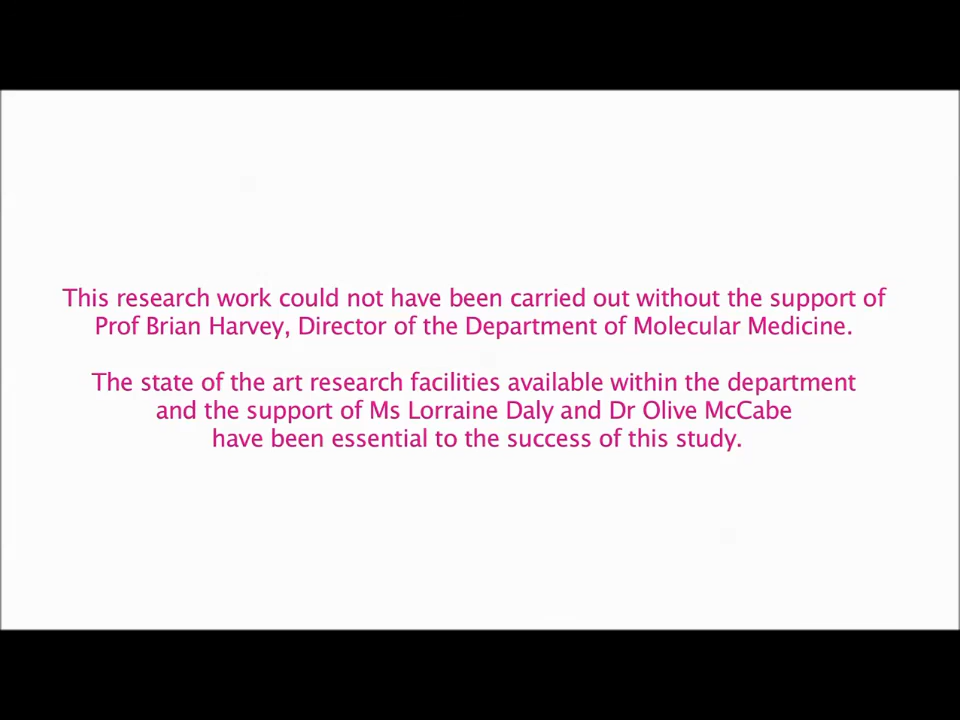 This research work could not have been carried out without the support of
Prof Brian Harvey, Director of the Department of Molecular Medicine.
The state of the art research facilities available within the department
and the support of Ms Lorraine Daly and Dr Olive McCabe
have been essential to the success of this study.